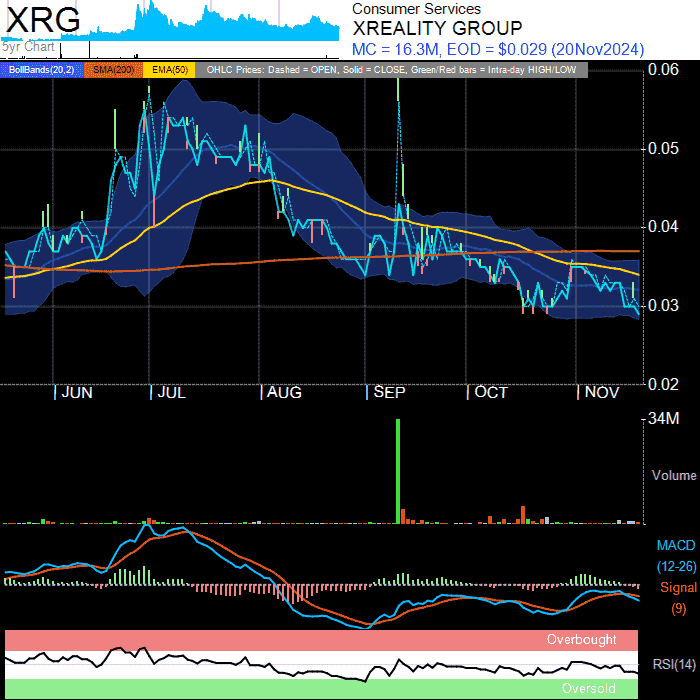 XRG
5yr Chart
Consumer Services
XREALITY GROUP
MC = 16.3M, EOD = $0.029 (20Nov2024)
BollBands(20,2) SMA(200) EMA(50) OHLC Prices: Dashed = OPEN, Solid = CLOSE, Green/Red bars = Intra-day HIGH/LOW
0.06
0.05
0.04
0.03
0.02
JUN JUL AUG SEP OCT NOV
34M
Volume
MACD
(12-26)
Signal
(9)
Overbought
RSI(14)
Oversold